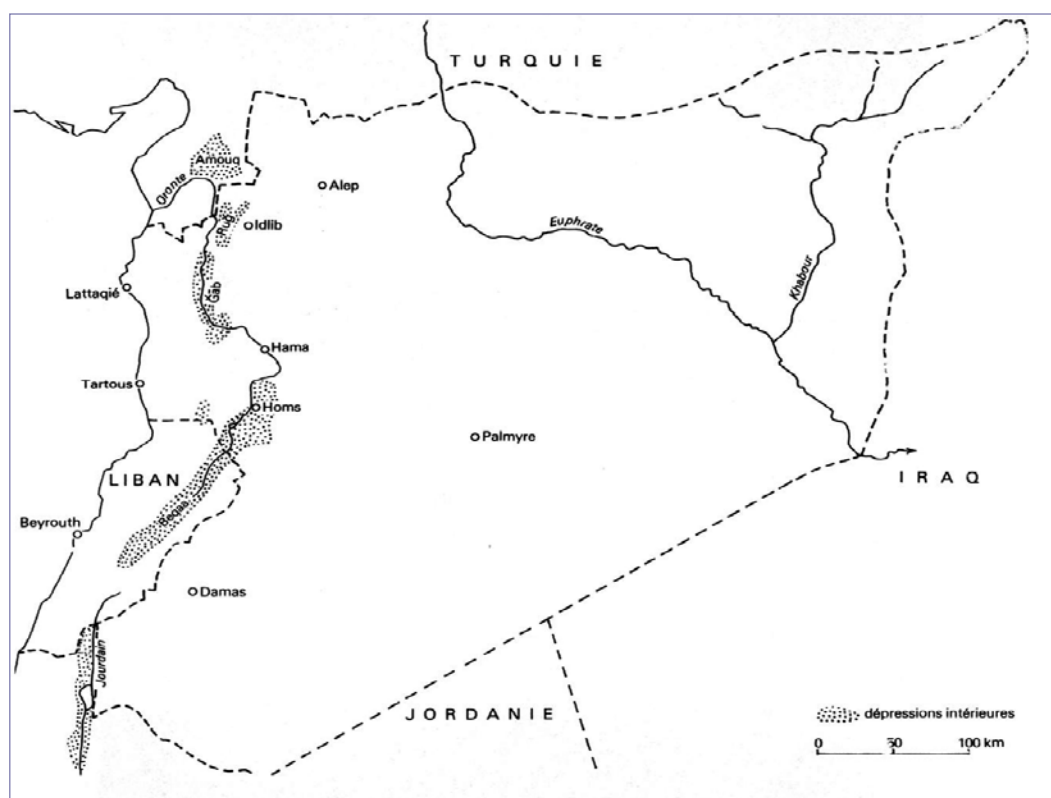 TURQUIE
Amouq
Oronte
Alep
Rug
Idlib
Euphrate
Khabour
Lattaqié
Gab
Hama
Tartous
Homs
Palmyre
LIBAN
IRAQ
Beqaa
Beyrouth
Damas
Jourdain
JORDANIE
dépressions intérieures
0 50 100 km